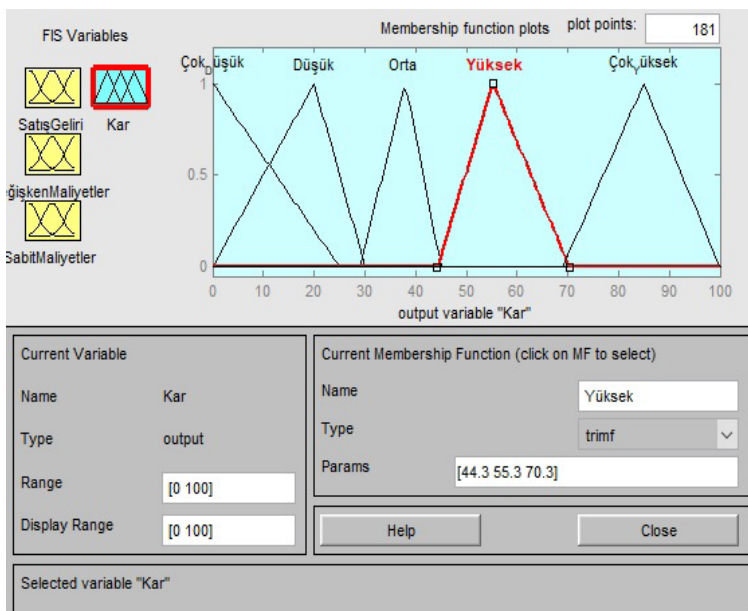 FIS Variables
Membership function plots
plot points:
181
SatışGeliri
Kar
ğişkenMaliyetler
SabitMaliyetler
Çok Düşük
Düşük
Orta
Yüksek
Çok Yüksek
1
0.5
0
0 10 20 30 40 50 60 70 80 90 100
output variable "Kar"
Current Variable
Name Kar
Type output
Range [0 100]
Display Range [0 100]
Current Membership Function (click on MF to select)
Name Yüksek
Type trimf
Params [44.3 55.3 70.3]
Help
Close
Selected variable "Kar"